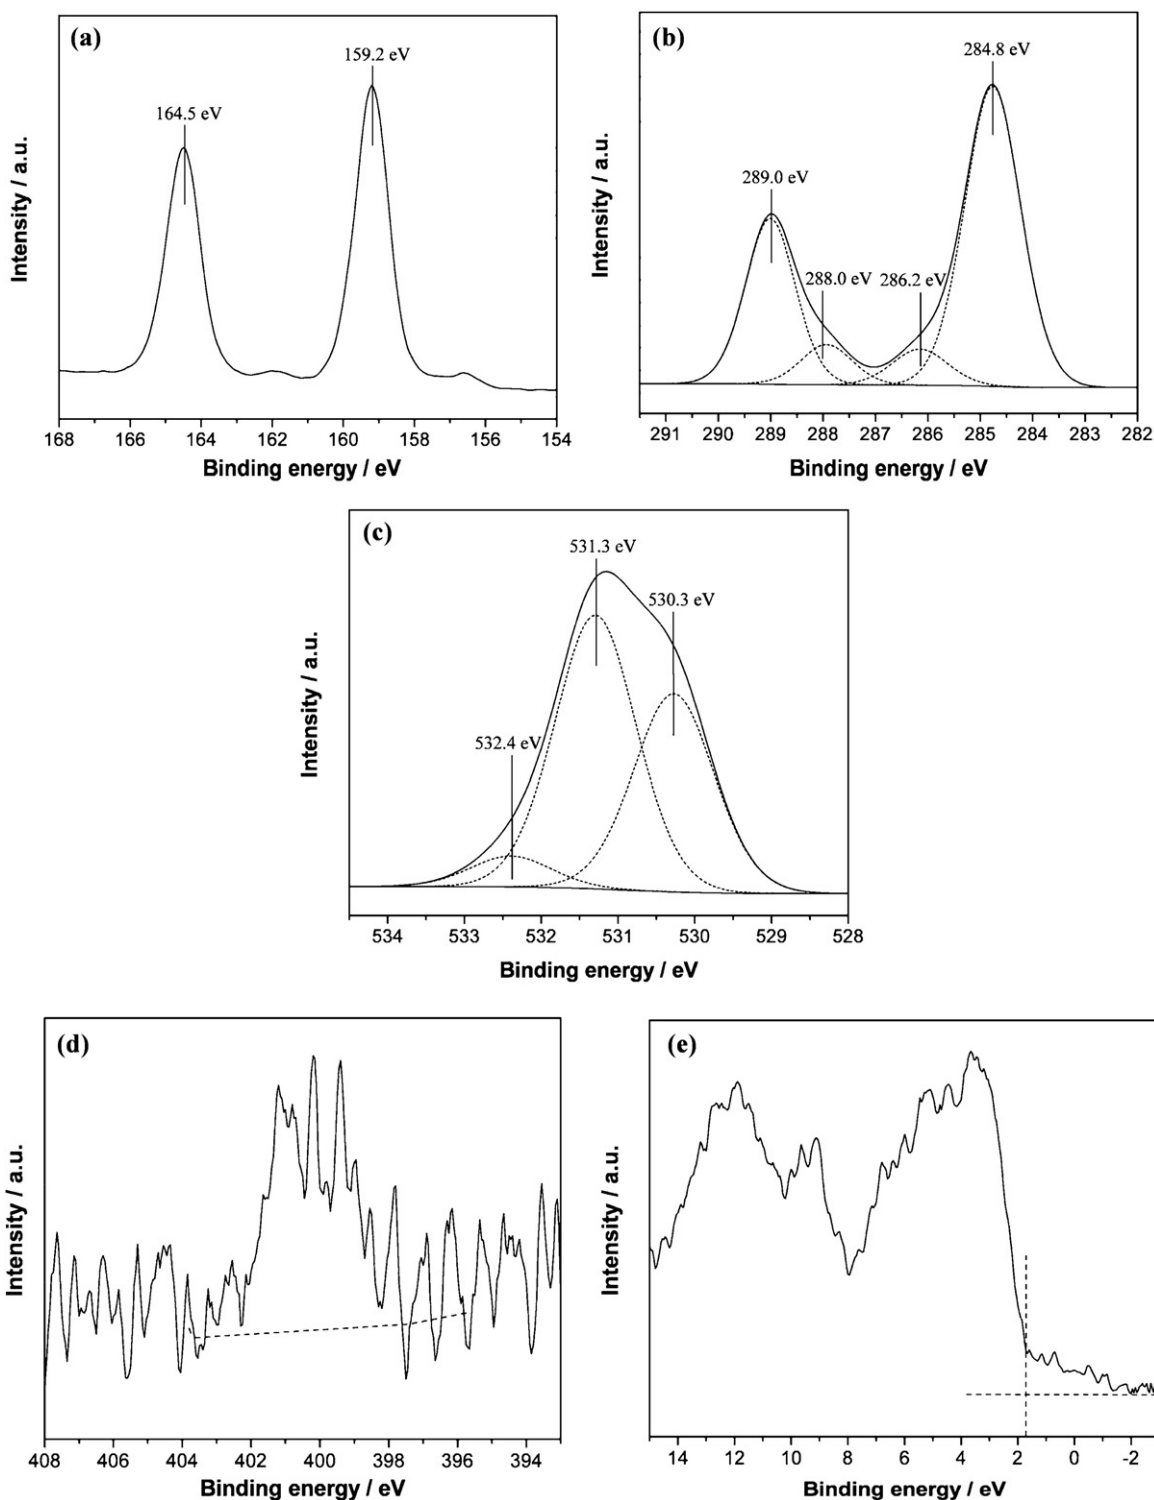 (a)
159.2 eV
164.5 eV
Intensity / a.u.
168 166 164 162 160 158 156 154
Binding energy / eV
(b)
284.8 eV
289.0 eV
288.0 eV
286.2 eV
Intensity / a.u.
291 290 289 288 287 286 285 284 283 282
Binding energy / eV
(c)
531.3 eV
530.3 eV
532.4 eV
Intensity / a.u.
534 533 532 531 530 529 528
Binding energy / eV
(d)
Intensity / a.u.
408 406 404 402 400 398 396 394
Binding energy / eV
(e)
Intensity / a.u.
14 12 10 8 6 4 2 0 -2
Binding energy / eV